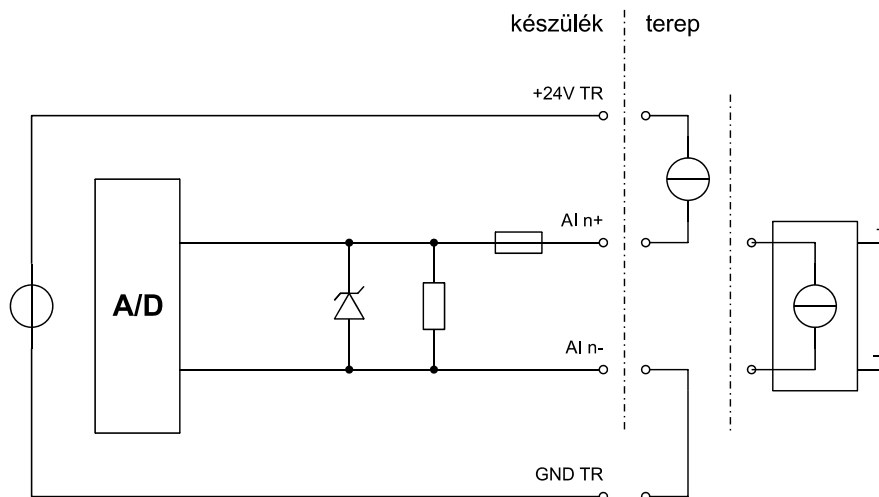 készülék
terep
+24V TR
AI n+
A/D
AI n-
GND TR